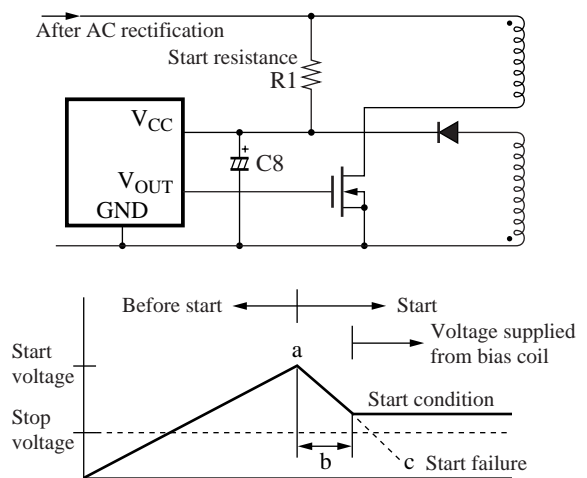 After AC rectification
Start resistance
R1
VCC
+
C8
VOUT
GND
Before start
Start
Voltage supplied
from bias coil
a
Start
voltage
Start condition
Stop
voltage
b
c
Start failure